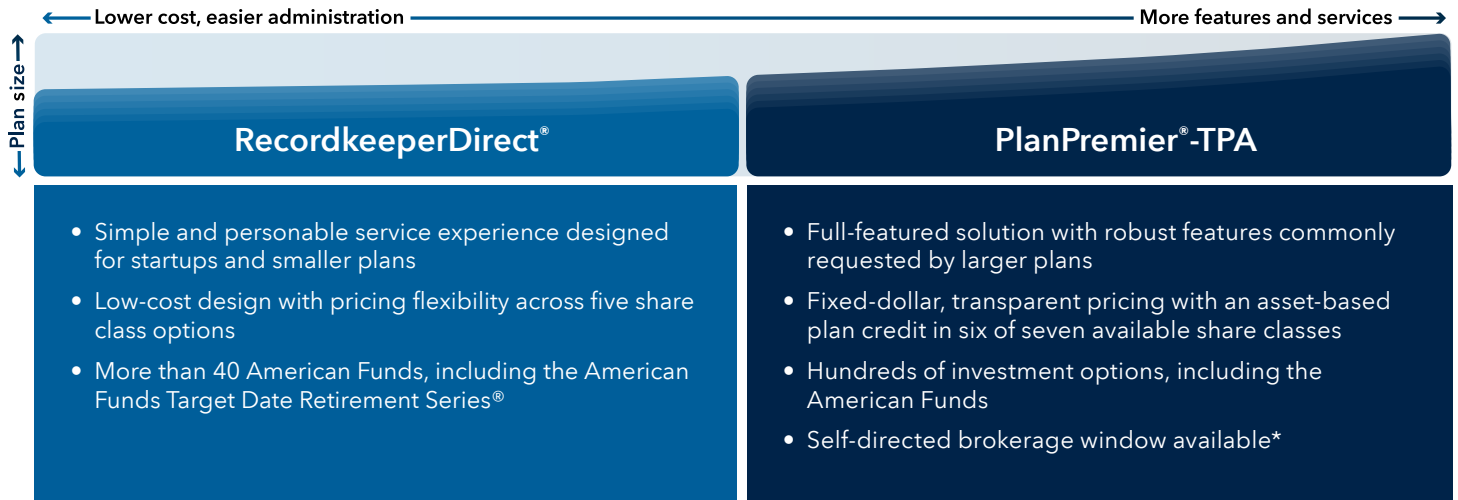 Lower cost, easier administration
More features and services
Plan size
RecordkeeperDirect®
PlanPremier®-TPA
• Simple and personable service experience designed
for startups and smaller plans
• Low-cost design with pricing flexibility across five share
class options
• More than 40 American Funds, including the American
Funds Target Date Retirement Series®
• Full-featured solution with robust features commonly
requested by larger plans
• Fixed-dollar, transparent pricing with an asset-based
plan credit in six of seven available share classes
• Hundreds of investment options, including the
American Funds
• Self-directed brokerage window available*